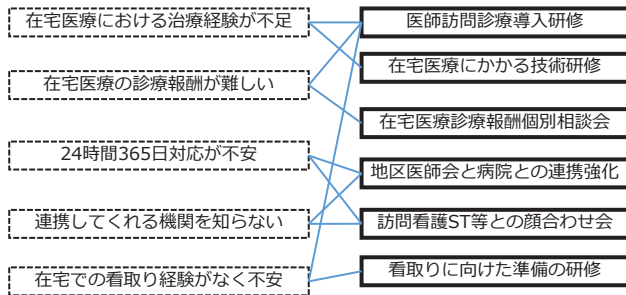 在宅医療における治療経験が不足
在宅医療の診療報酬が難しい
24時間365日対応が不安
連携してくれる機関を知らない
在宅での看取り経験がなく不安
医師訪問診療導入研修
在宅医療にかかる技術研修
在宅医療診療報酬個別相談会
地区医師会と病院との連携強化
訪問看護ST等との顔合わせ会
看取りに向けた準備の研修